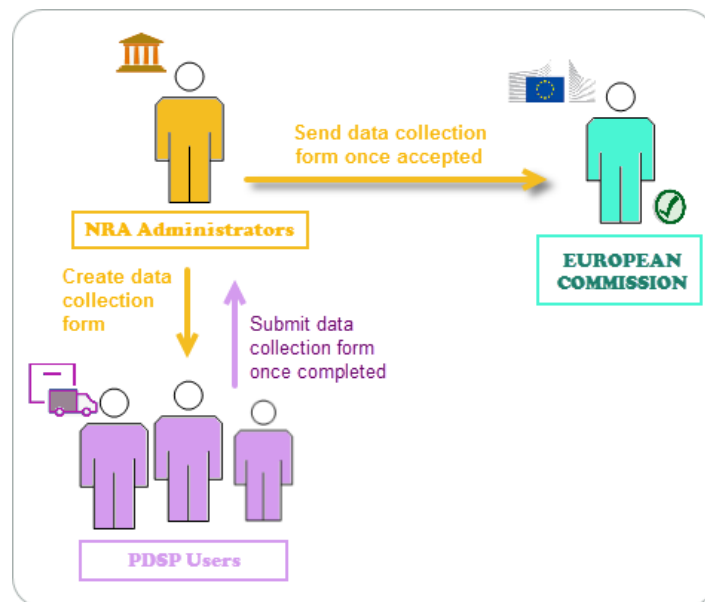 Send data collection
form once accepted
NRA Administrators
EUROPEAN
COMMISSION
Create data
collection
form
Submit data
collection form
once completed
PDSP Users